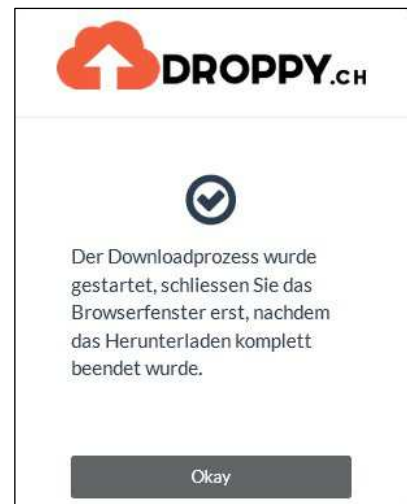 DROPPY.CH
Der Downloadprozess wurde
gestartet, schliessen Sie das
Browserfenster erst, nachdem
das Herunterladen komplett
beendet wurde.
Okay